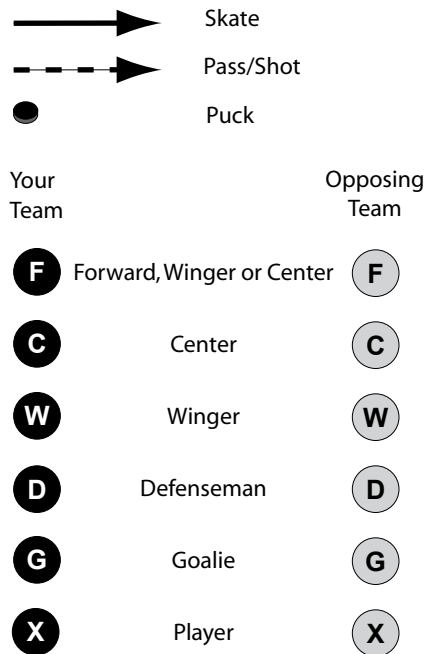 Skate
Pass/Shot
Puck
Your Opposing
Team Team
F Forward, Winger or Center F
C Center C
W Winger W
D Defenseman D
G Goalie G
X Player X